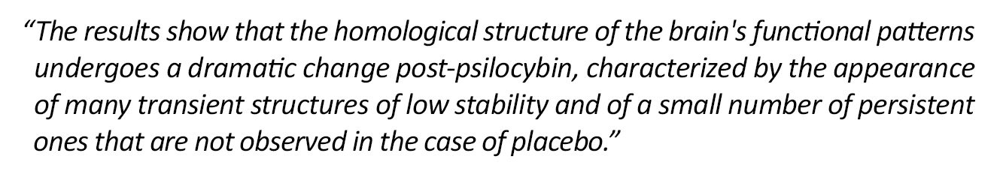 “The results show that the homological structure of the brain's functional patterns
undergoes a dramatic change post-psilocybin, characterized by the appearance
of many transient structures of low stability and of a small number of persistent
ones that are not observed in the case of placebo.”